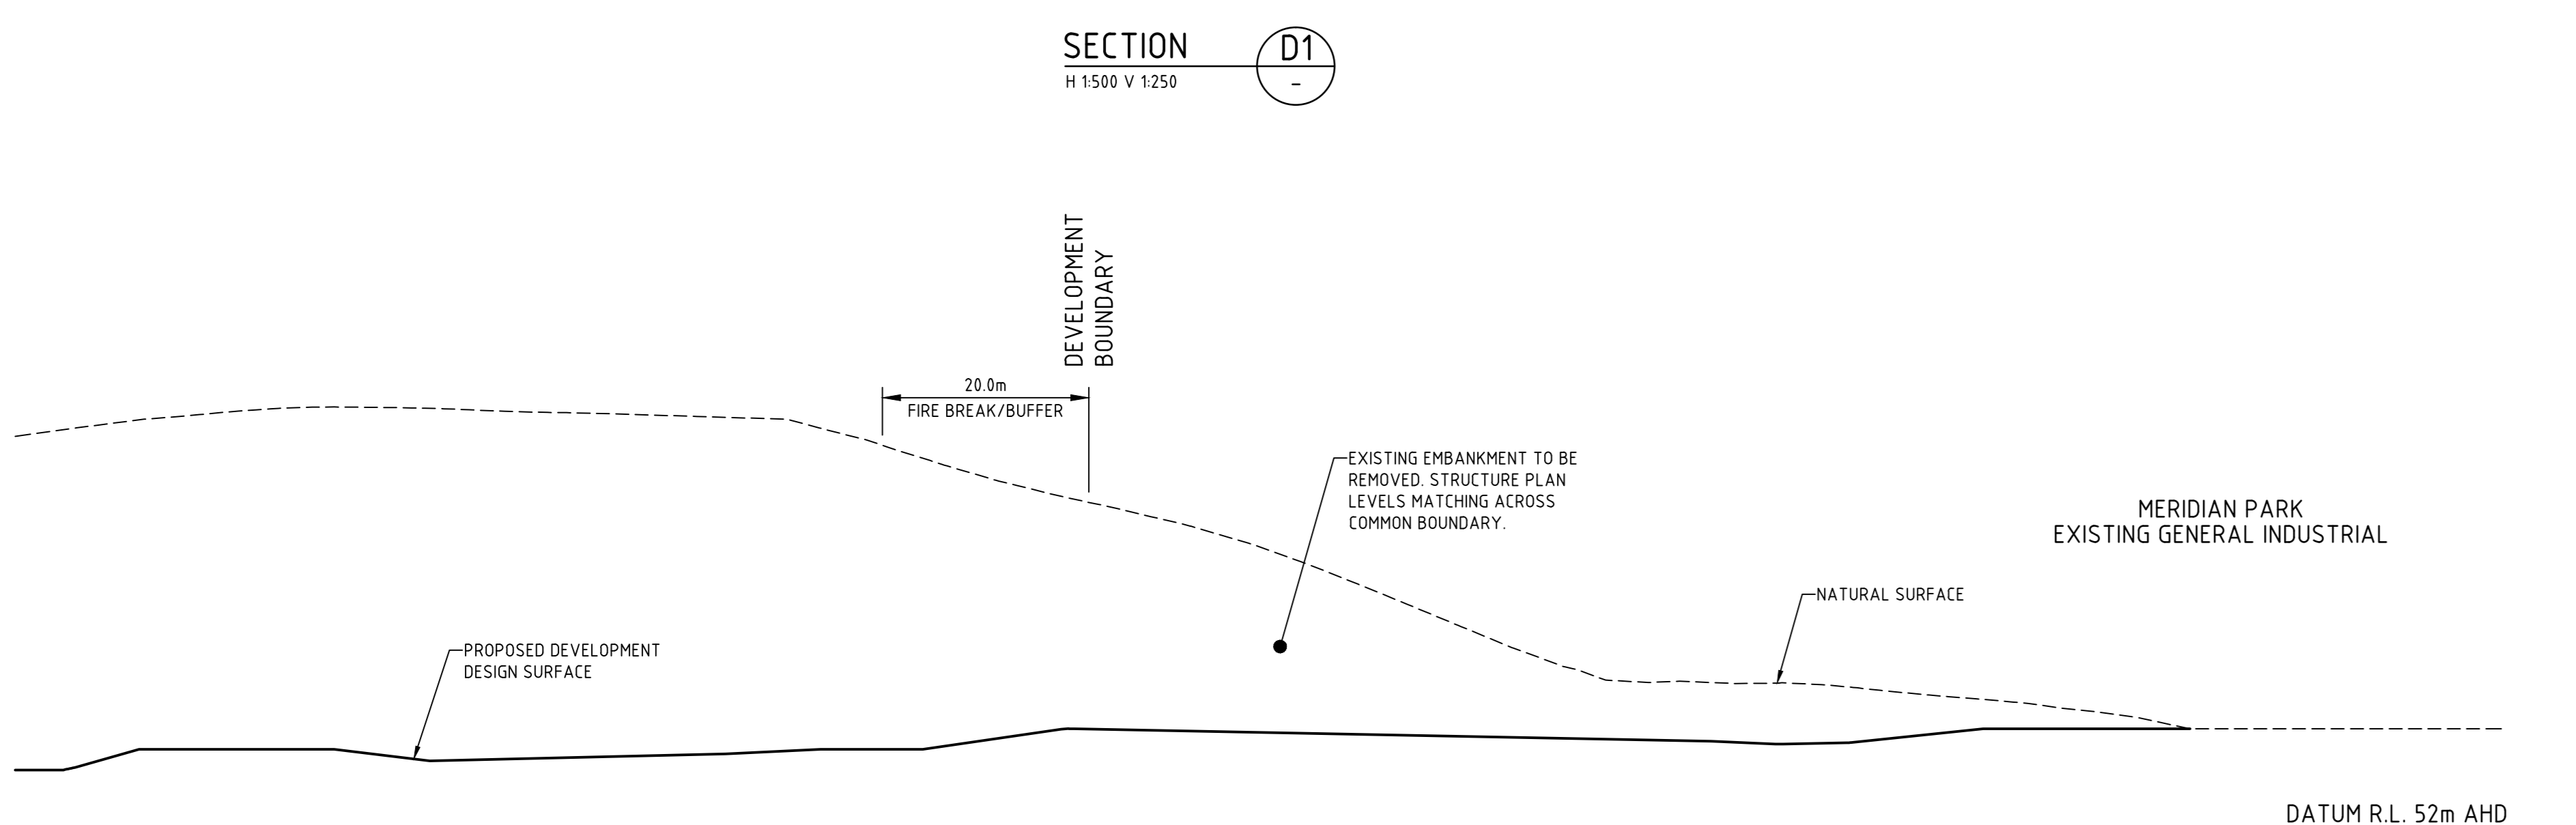 SECTION
D1
H 1:500 V 1:250
-
DEVELOPMENT
BOUNDARY
20.0m
FIRE BREAK/BUFFER
EXISTING EMBANKMENT TO BE
REMOVED. STRUCTURE PLAN
LEVELS MATCHING ACROSS
COMMON BOUNDARY.
MERIDIAN PARK
EXISTING GENERAL INDUSTRIAL
NATURAL SURFACE
PROPOSED DEVELOPMENT
DESIGN SURFACE
DATUM R.L. 52m AHD